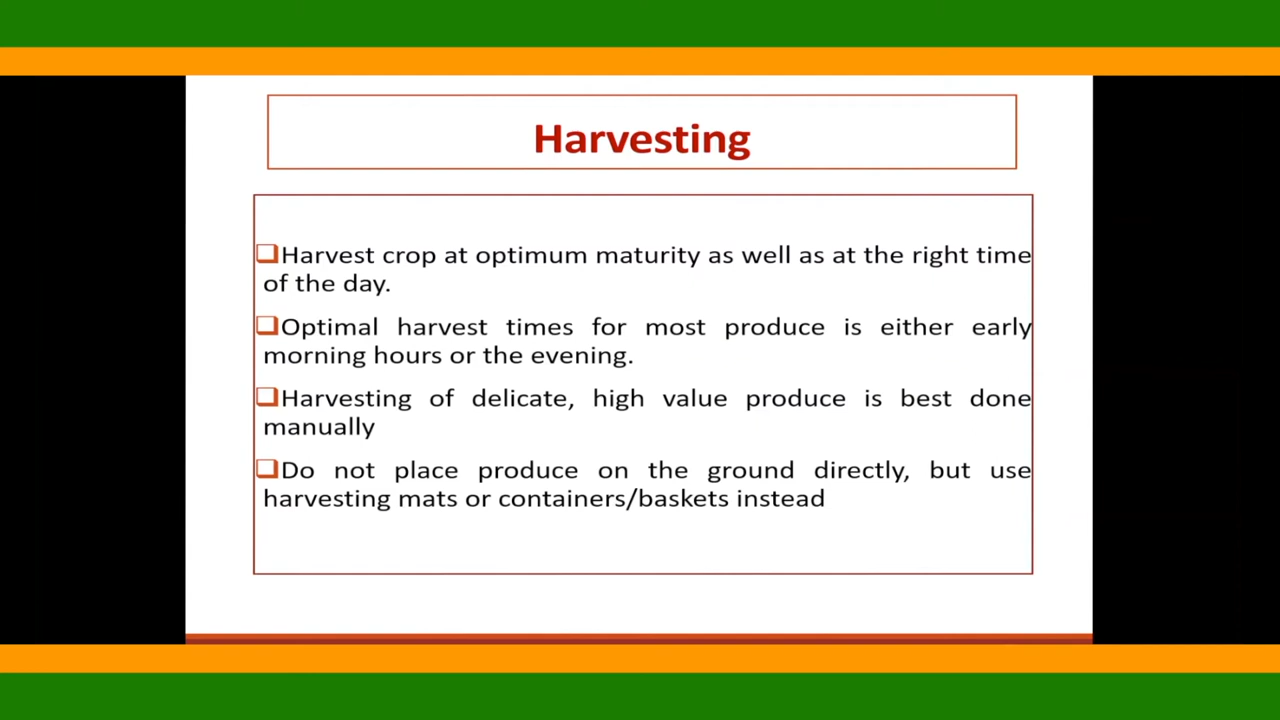 Harvesting
Harvest crop at optimum maturity as well as at the right time
of the day.
Optimal harvest times for most produce is either early
morning hours or the evening.
Harvesting of delicate, high value produce is best done
manually
Do not place produce on the ground directly, but use
harvesting mats or containers/baskets instead